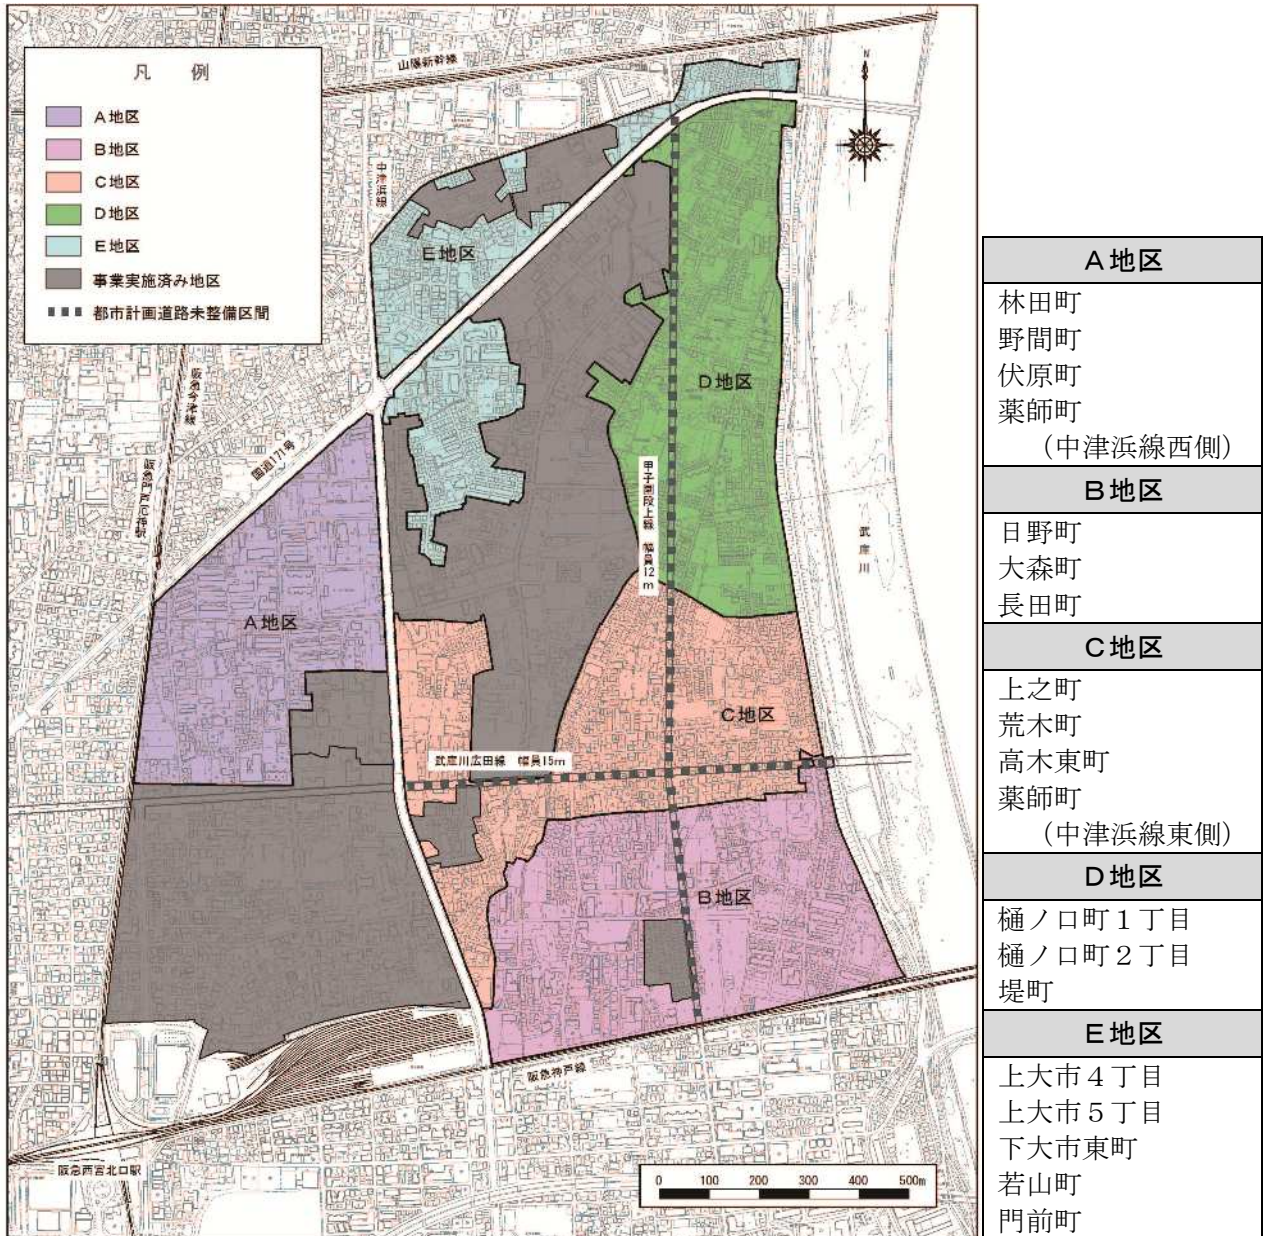 凡 例
A地区
B地区
C地区
D地区
E地区
事業実施済み地区
都市計画道路未整備区間
山陽新幹線
N
中津浜線
E地区
阪急今津線
国道171号
阪急門戸厄神駅
D地区
甲子園段上線 幅員12m
武庫川
A地区
C地区
武庫川広田線 幅員15m
B地区
阪急神戸線
阪急西宮北口駅
0 100 200 300 400 500m
A地区
林田町
野間町
伏原町
薬師町
(中津浜線西側)
B地区
日野町
大森町
長田町
C地区
上之町
荒木町
高木東町
薬師町
(中津浜線東側)
D地区
樋ノ口町1丁目
樋ノ口町2丁目
堤町
E地区
上大市4丁目
上大市5丁目
下大市東町
若山町
門前町